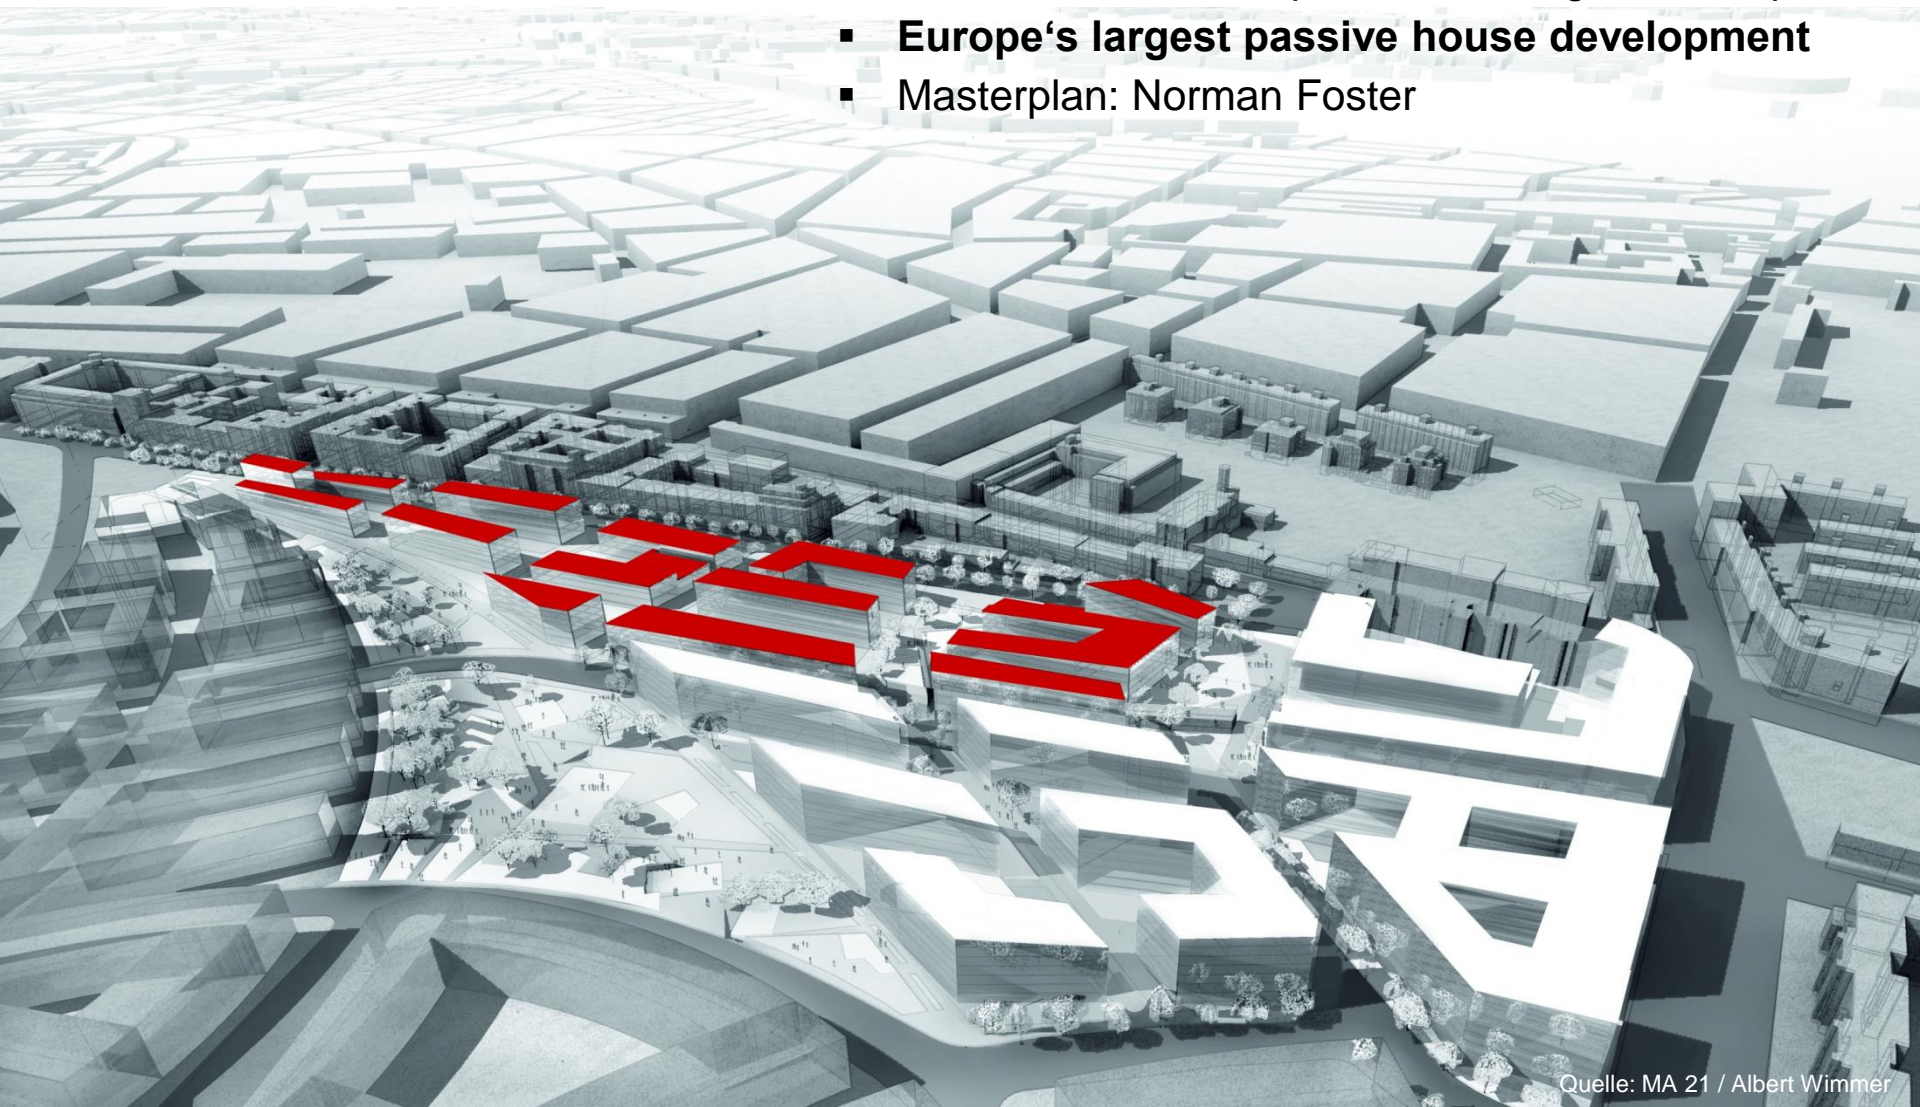 ▪ Europe‘s largest passive house development
▪ Masterplan: Norman Foster
Quelle: MA 21 / Albert Wimmer